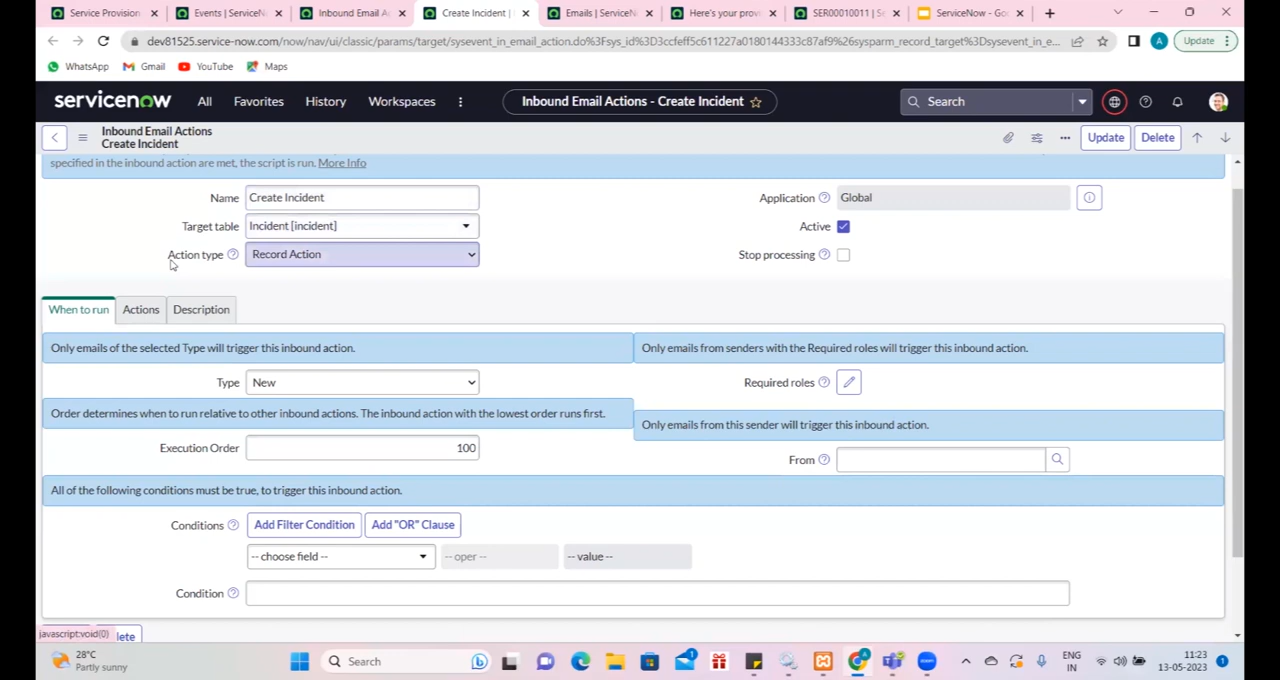 Service Provision
Events | ServiceN
Inbound Email A
Create Incident |
Emails | ServiceN
Here's your prov
SER0010011 | S
ServiceNow - Go
dev81525.service-now.com/now/nav/ui/classic/params/target/sysevent_in_email_action.do%3Fsys_id%3D3ccfeff5c611227a0180144333c87af9%26sysparm_record_target%3Dsysevent_in_e...
Update
WhatsApp
Gmail
YouTube
Maps
servicenow
All
Favorites
History
Workspaces
Inbound Email Actions - Create Incident
Search
Inbound Email Actions
Create Incident
Update
Delete
specified in the inbound action are met, the script is run. More Info
Name
Create Incident
Application
Global
Target table
Incident [incident]
Active
Action type
Record Action
Stop processing
When to run
Actions
Description
Only emails of the selected Type will trigger this inbound action.
Only emails from senders with the Required roles will trigger this inbound action.
Type
New
Required roles
Order determines when to run relative to other inbound actions. The inbound action with the lowest order runs first.
Only emails from this sender will trigger this inbound action.
Execution Order
100
From
All of the following conditions must be true, to trigger this inbound action.
Conditions
Add Filter Condition
Add "OR" Clause
-- choose field --
-- oper --
-- value --
Condition
javascript:void(0)
lete
28°C
Partly sunny
Search
ENG
IN
11:23
13-05-2023